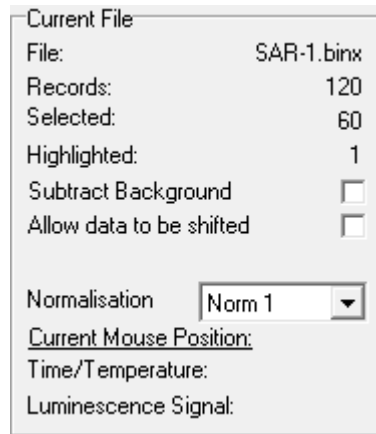 Current File
File: SAR-1.binx
Records: 120
Selected: 60
Highlighted: 1
Subtract Background
Allow data to be shifted
Normalisation Norm 1
Current Mouse Position:
Time/Temperature:
Luminescence Signal: